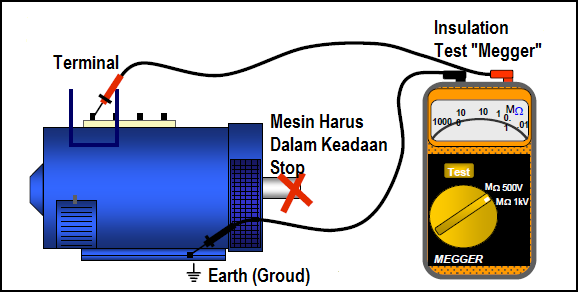 Insulation
Test "Megger"
Terminal
Mesin Harus
Dalam Keadaan
Stop
MΩ
1000 10 0 10 1 0. 1 01
Test
MΩ 500V
MΩ 1kV
MEGGER
Earth (Groud)